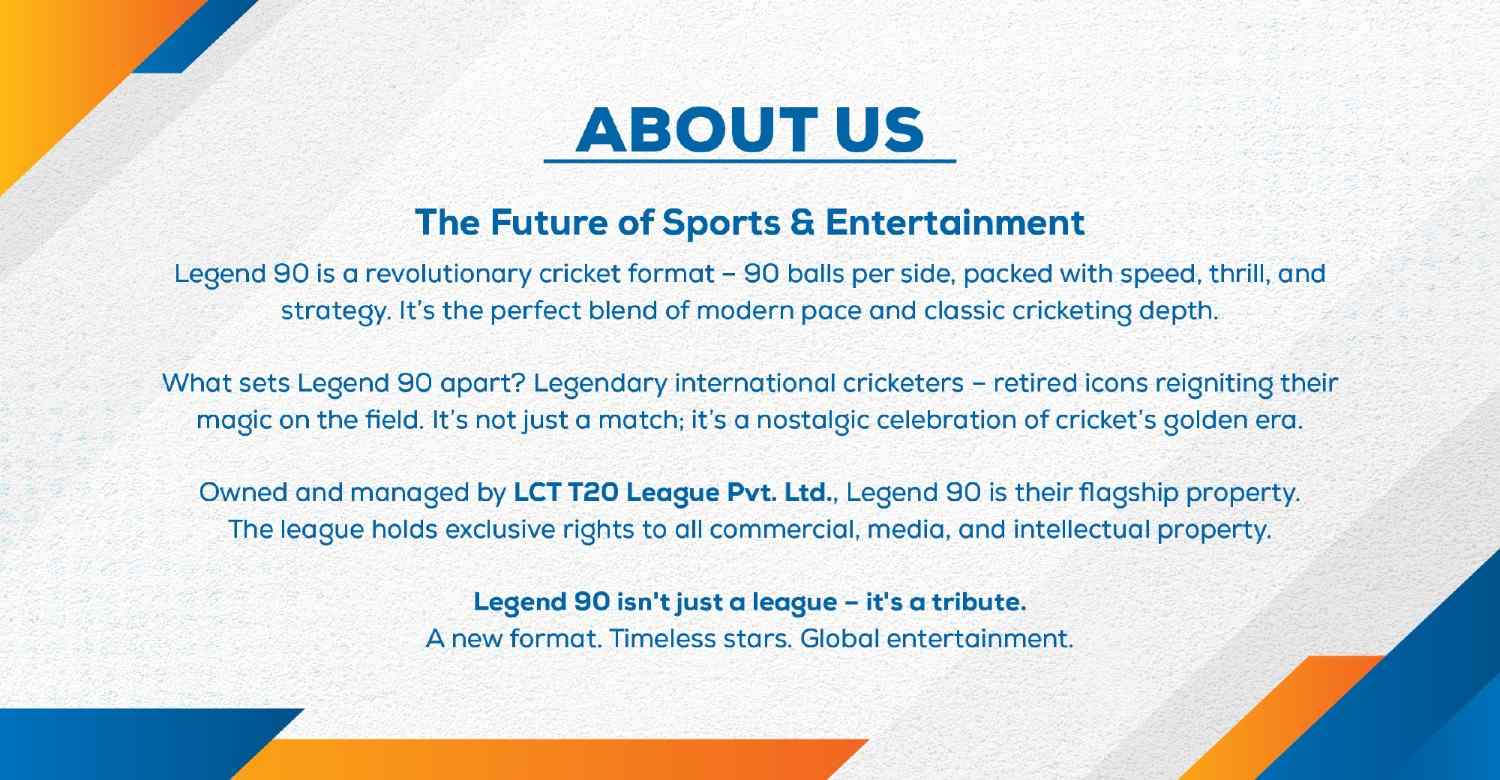 ABOUT US
The Future of Sports & Entertainment
Legend 90 is a revolutionary cricket format – 90 balls per side, packed with speed, thrill, and
strategy. It’s the perfect blend of modern pace and classic cricketing depth.
What sets Legend 90 apart? Legendary international cricketers – retired icons reigniting their
magic on the field. It’s not just a match; it’s a nostalgic celebration of cricket’s golden era.
Owned and managed by LCT T20 League Pvt. Ltd., Legend 90 is their flagship property.
The league holds exclusive rights to all commercial, media, and intellectual property.
Legend 90 isn't just a league – it's a tribute.
A new format. Timeless stars. Global entertainment.